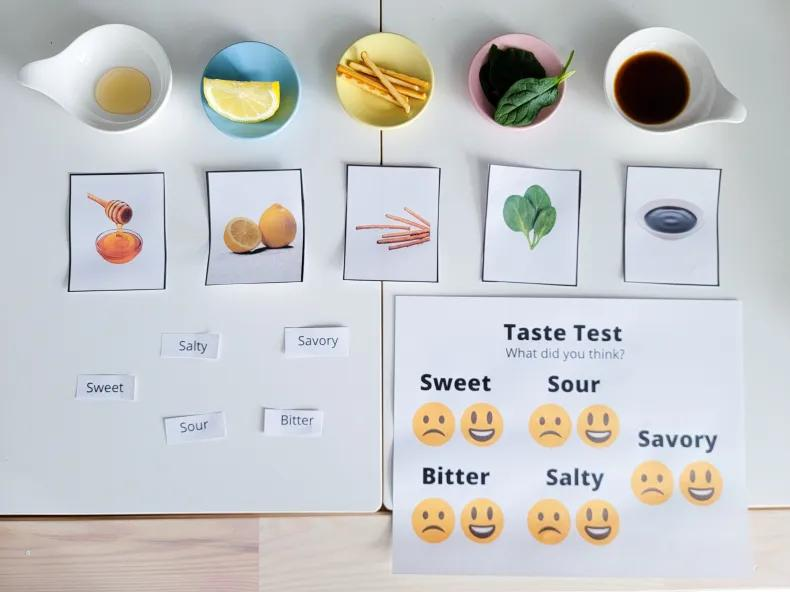 Salty
Savory
Sweet
Sour
Bitter
Taste Test
What did you think?
Sweet
Sour
Savory
Bitter
Salty